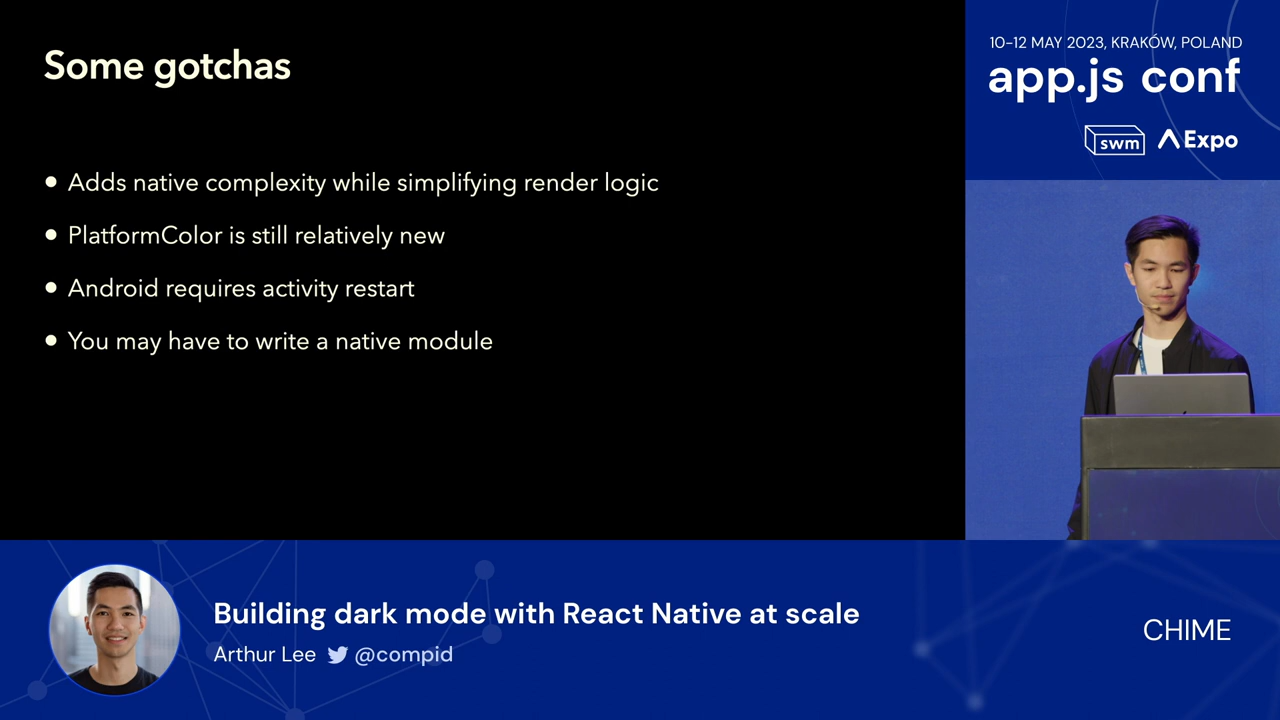 Some gotchas
• Adds native complexity while simplifying render logic
• PlatformColor is still relatively new
• Android requires activity restart
• You may have to write a native module
10–12 MAY 2023, KRAKÓW, POLAND
app.js conf
swm Expo
Building dark mode with React Native at scale
Arthur Lee @compid
CHIME